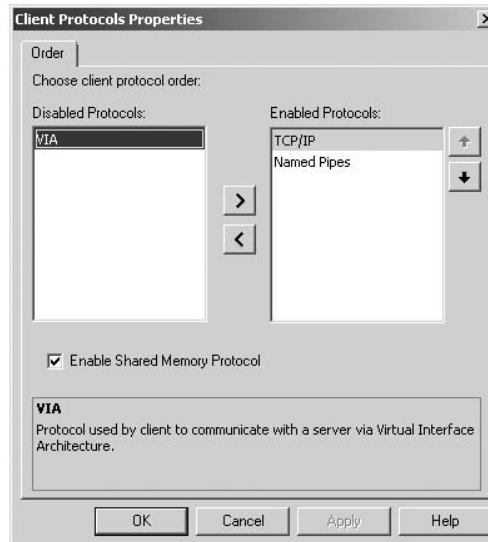 Client Protocols Properties
Order
Choose client protocol order:
Disabled Protocols:
VIA
Enabled Protocols:
TCP/IP
Named Pipes
>
<
Enable Shared Memory Protocol
VIA
Protocol used by client to communicate with a server via Virtual Interface
Architecture.
OK
Cancel
Apply
Help